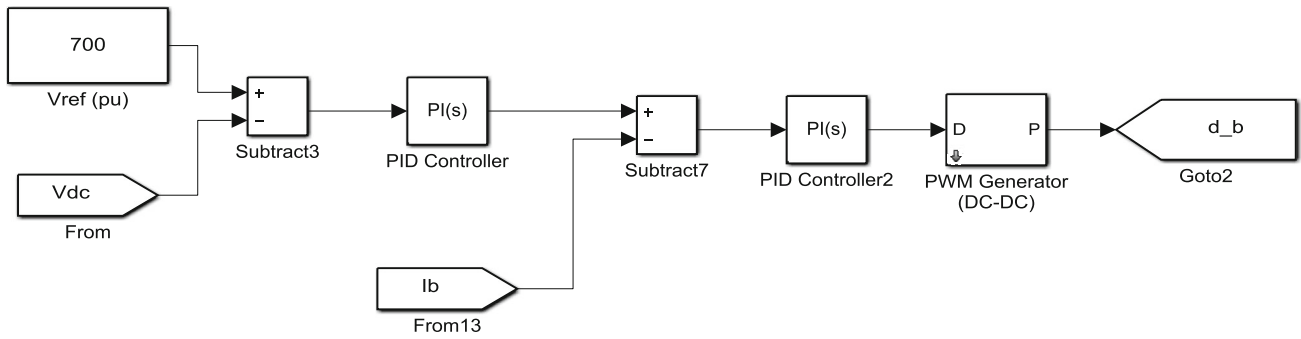 700
Vref (pu)
+
−
Subtract3
Vdc
From
PI(s)
PID Controller
Ib
From13
+
−
Subtract7
PI(s)
PID Controller2
D
P
PWM Generator
(DC-DC)
d_b
Goto2